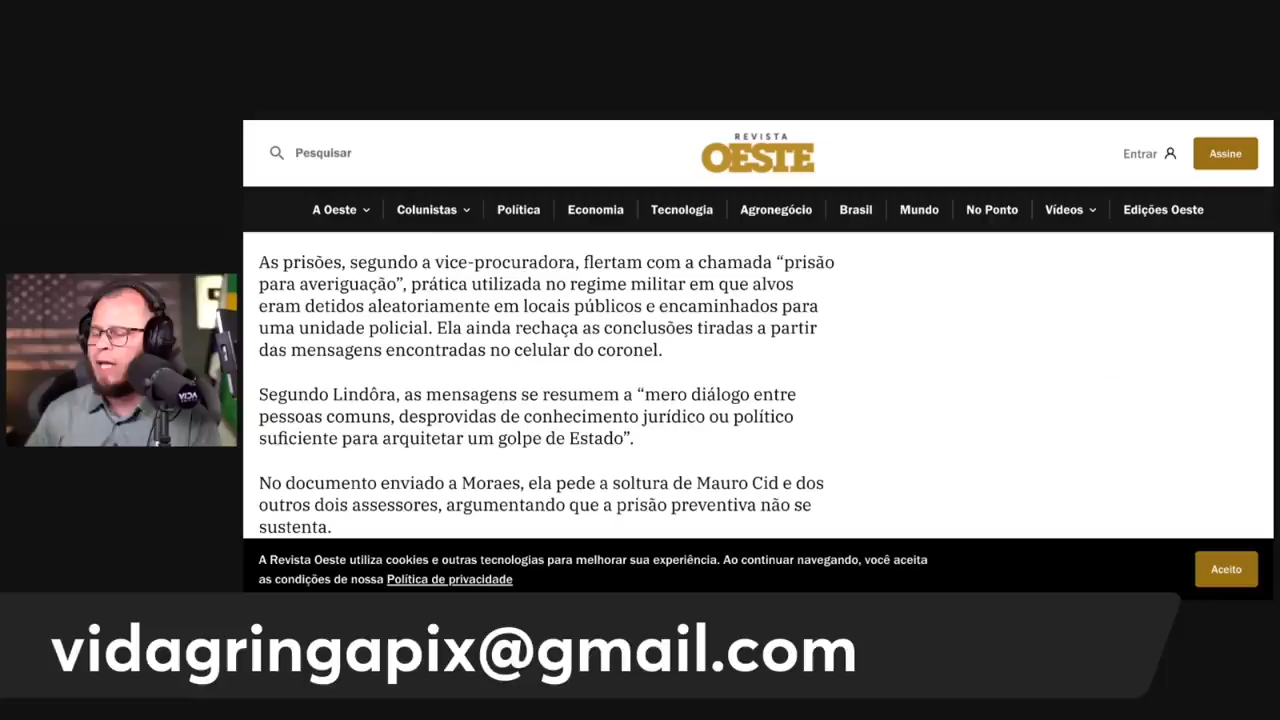 Pesquisar
REVISTA
OESTE
Entrar
Assine
A Oeste
Colunistas
Política
Economia
Tecnologia
Agronegócio
Brasil
Mundo
No Ponto
Vídeos
Edições Oeste
As prisões, segundo a vice-procuradora, flertam com a chamada “prisão
para averiguação”, prática utilizada no regime militar em que alvos
eram detidos aleatoriamente em locais públicos e encaminhados para
uma unidade policial. Ela ainda rechaça as conclusões tiradas a partir
das mensagens encontradas no celular do coronel.
Segundo Lindôra, as mensagens se resumem a “mero diálogo entre
pessoas comuns, desprovidas de conhecimento jurídico ou político
suficiente para arquitetar um golpe de Estado”.
No documento enviado a Moraes, ela pede a soltura de Mauro Cid e dos
outros dois assessores, argumentando que a prisão preventiva não se
sustenta.
VIDA
A Revista Oeste utiliza cookies e outras tecnologias para melhorar sua experiência. Ao continuar navegando, você aceita
as condições de nossa Política de privacidade
Aceito
vidagringapix@gmail.com